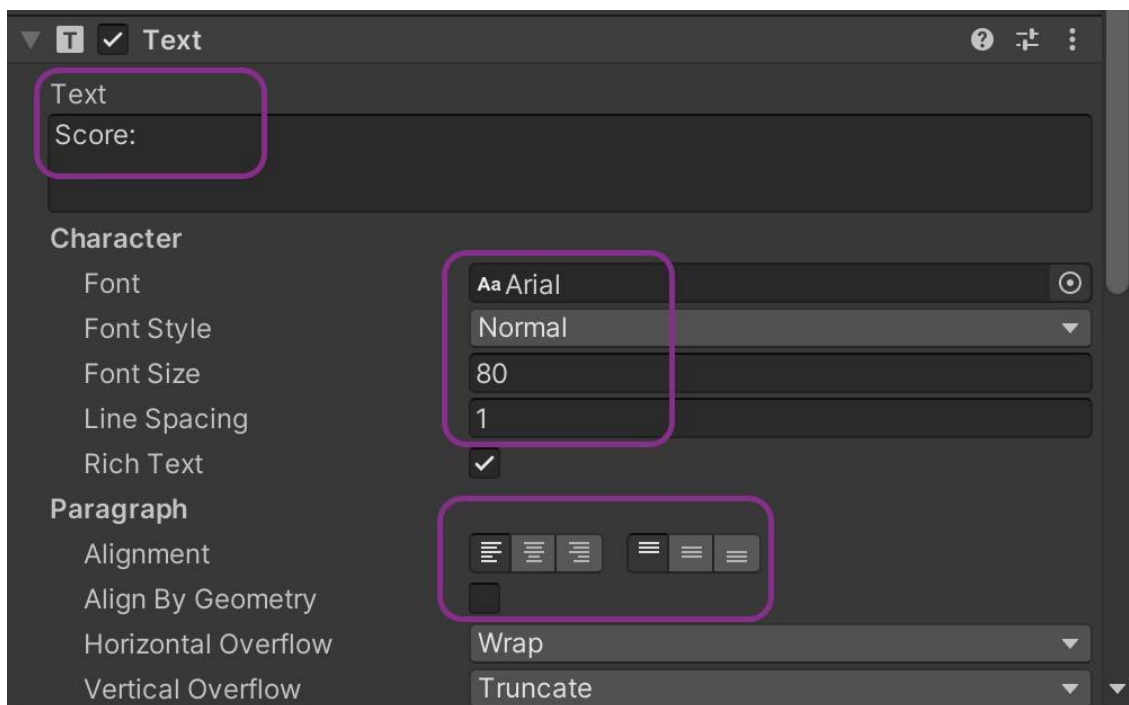 T Text
Text
Score:
Character
Font Aa Arial
Font Style Normal
Font Size 80
Line Spacing 1
Rich Text
Paragraph
Alignment
Align By Geometry
Horizontal Overflow Wrap
Vertical Overflow Truncate